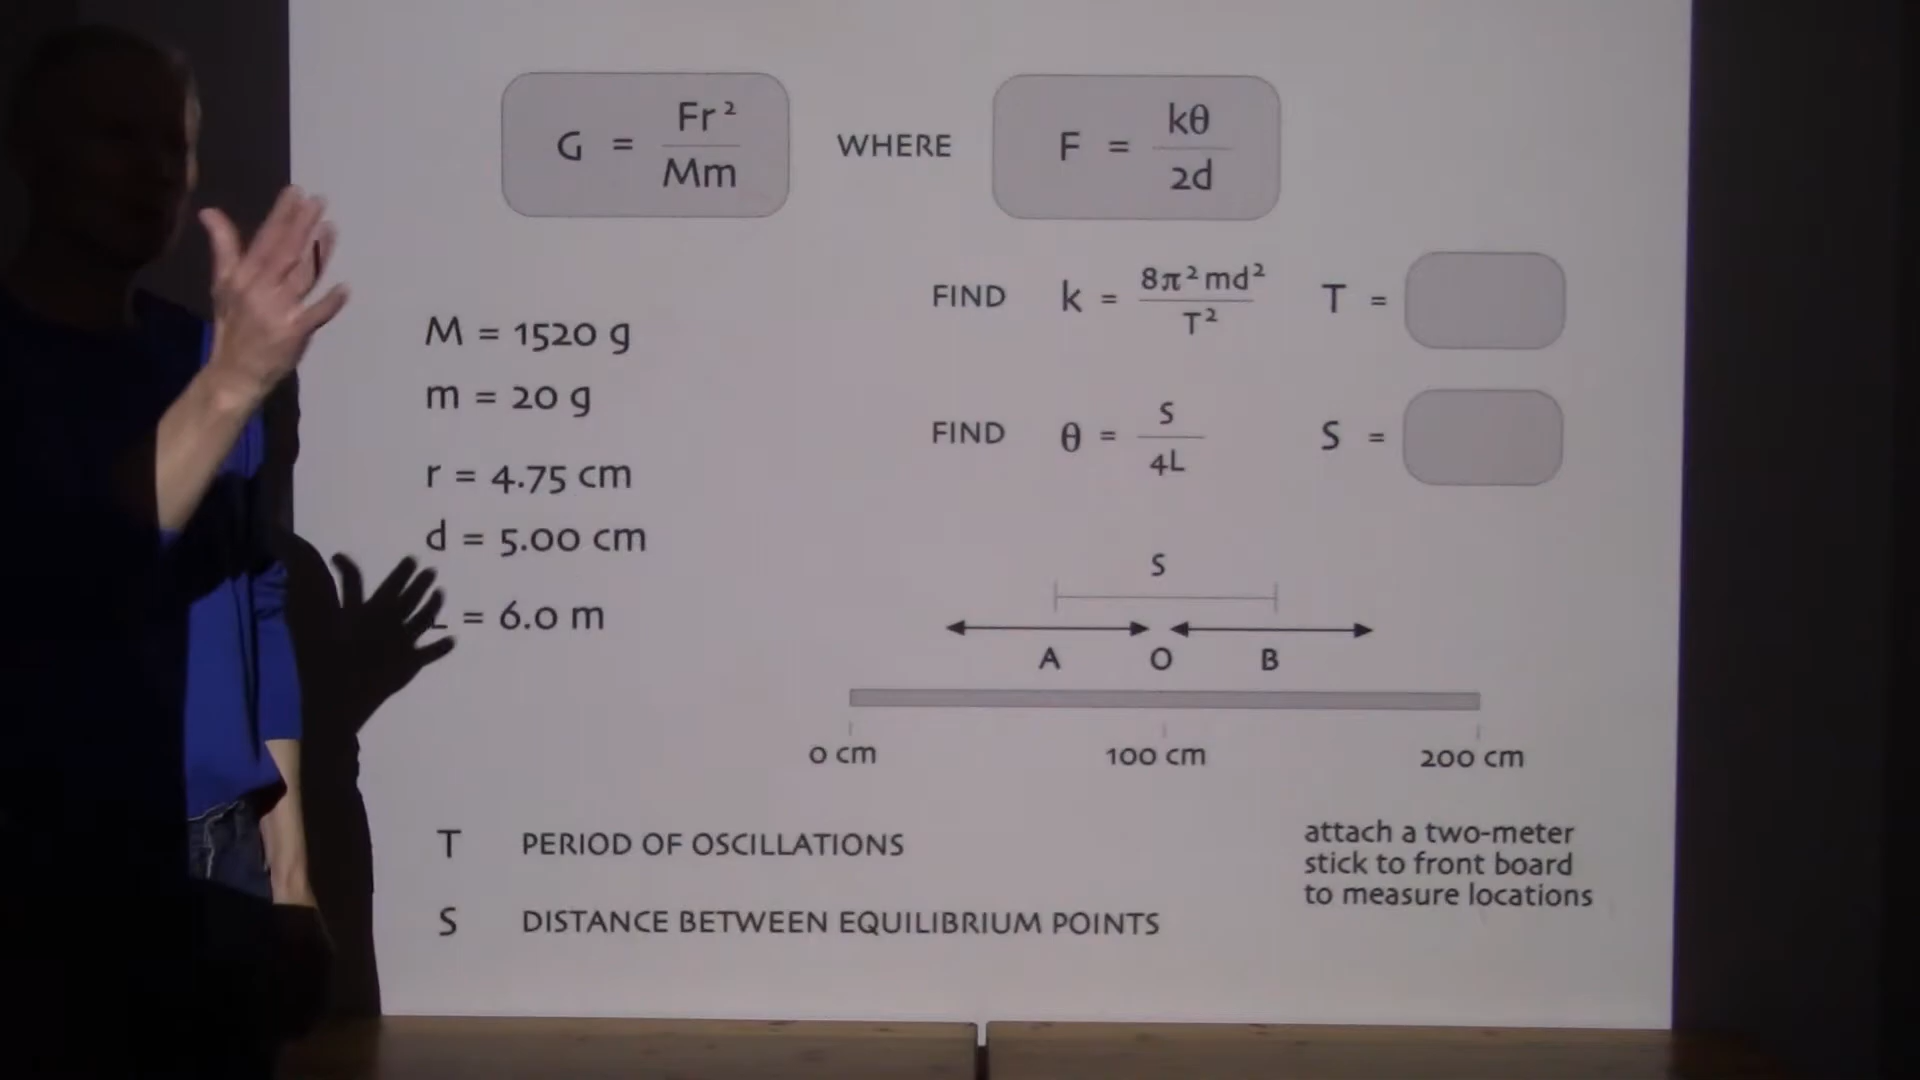 G = Fr² / Mm WHERE F = kθ / 2d
FIND k = 8π²md² / T² T =
M = 1520 g
m = 20 g
FIND θ = S / 4L S =
r = 4.75 cm
d = 5.00 cm
L = 6.0 m
S
A O B
0 cm 100 cm 200 cm
T PERIOD OF OSCILLATIONS
S DISTANCE BETWEEN EQUILIBRIUM POINTS
attach a two-meter
stick to front board
to measure locations